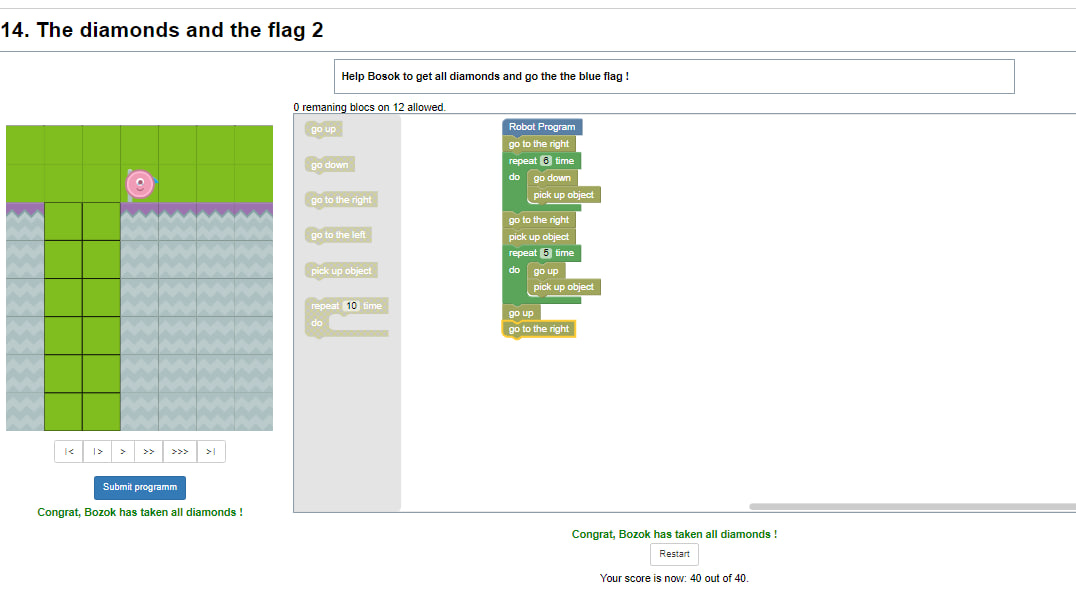 14. The diamonds and the flag 2
Help Bosok to get all diamonds and go the the blue flag !
0 remaning blocs on 12 allowed.
go up
go down
go to the right
go to the left
pick up object
repeat 10 time
do
Robot Program
go to the right
repeat 6 time
do go down
pick up object
go to the right
pick up object
repeat 5 time
do go up
pick up object
go up
go to the right
|< |> > >> >>> >|
Submit programm
Congrat, Bozok has taken all diamonds !
Congrat, Bozok has taken all diamonds !
Restart
Your score is now: 40 out of 40.